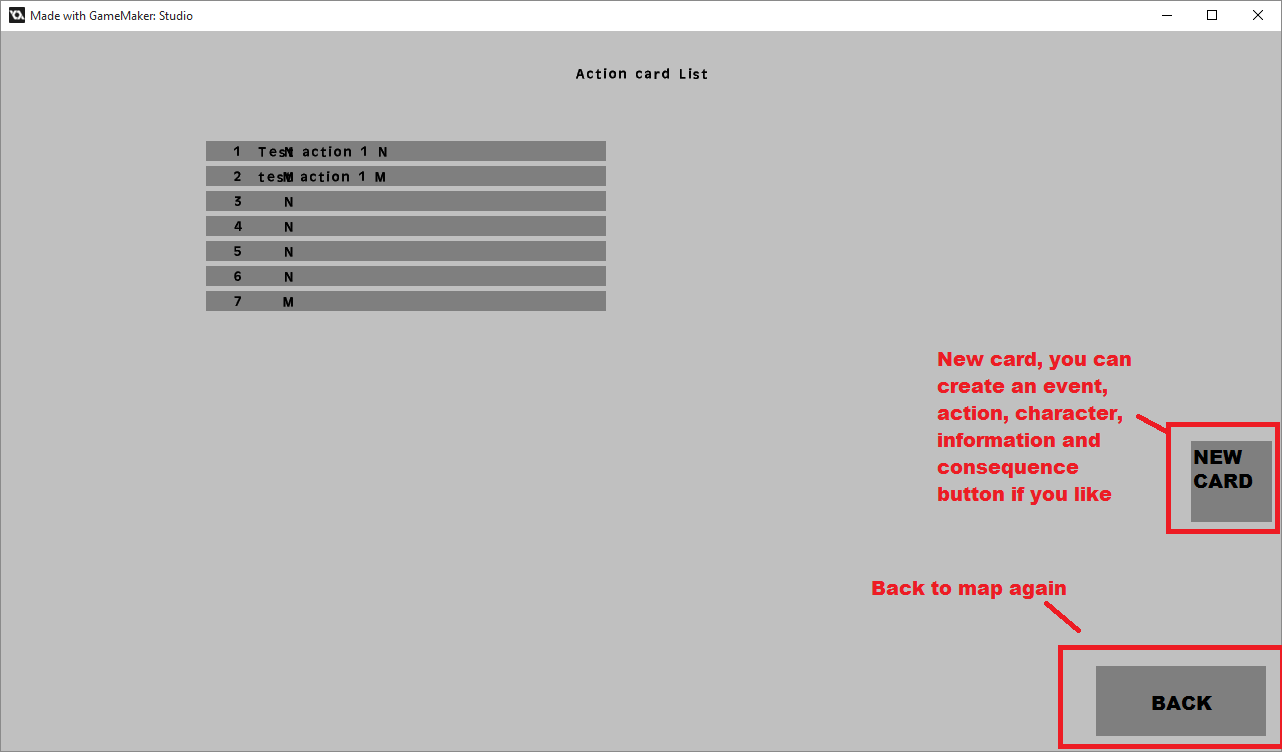 Made with GameMaker: Studio
Action card List
1 Test action 1 N
N
2 test action 1 M
M
3 N
4 N
5 N
6 N
7 M
New card, you can
create an event,
action, character,
information and
consequence
button if you like
NEW
CARD
Back to map again
BACK